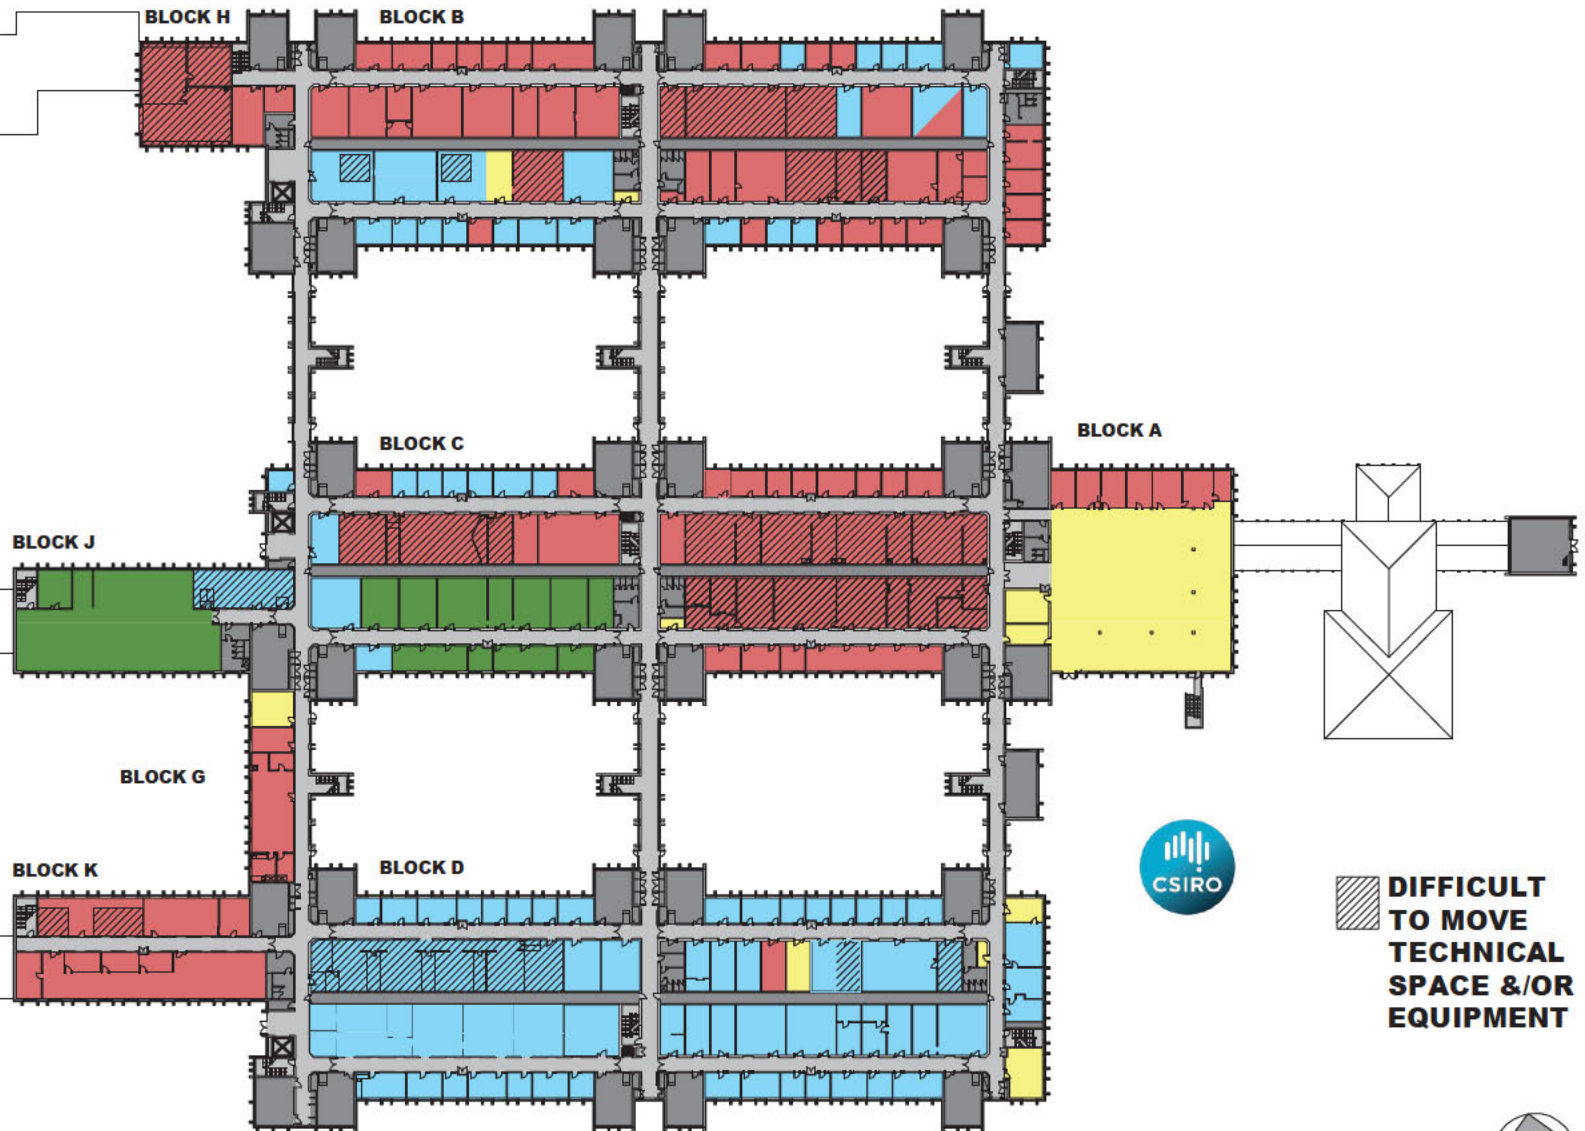 BLOCK H
BLOCK B
BLOCK C
BLOCK A
BLOCK J
BLOCK G
BLOCK K
BLOCK D
CSIRO
DIFFICULT
TO MOVE
TECHNICAL
SPACE &/OR
EQUIPMENT